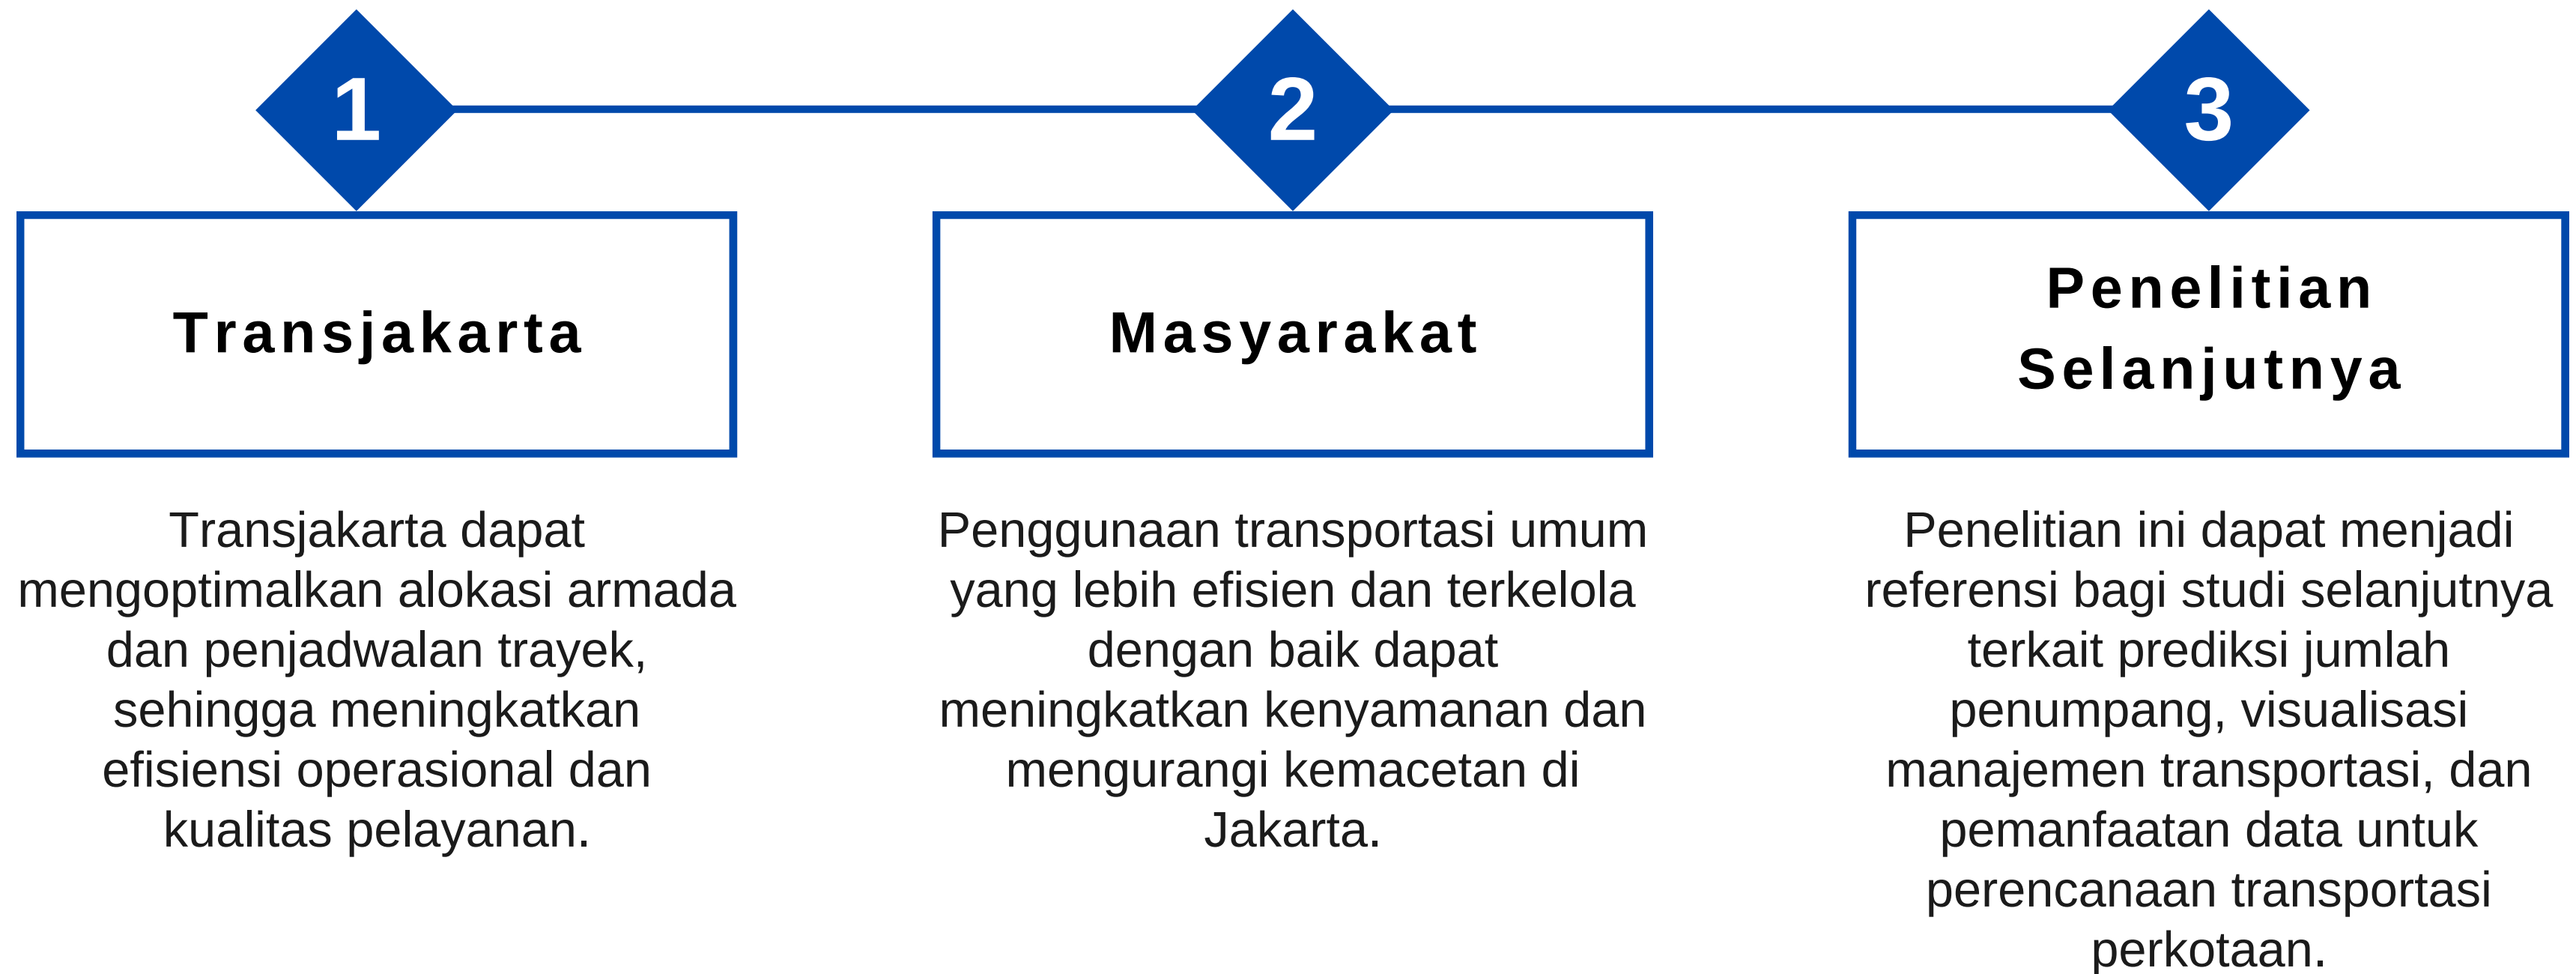 1
Transjakarta
Transjakarta dapat
mengoptimalkan alokasi armada
dan penjadwalan trayek,
sehingga meningkatkan
efisiensi operasional dan
kualitas pelayanan.
2
Masyarakat
Penggunaan transportasi umum
yang lebih efisien dan terkelola
dengan baik dapat
meningkatkan kenyamanan dan
mengurangi kemacetan di
Jakarta.
3
Penelitian
Selanjutnya
Penelitian ini dapat menjadi
referensi bagi studi selanjutnya
terkait prediksi jumlah
penumpang, visualisasi
manajemen transportasi, dan
pemanfaatan data untuk
perencanaan transportasi
perkotaan.